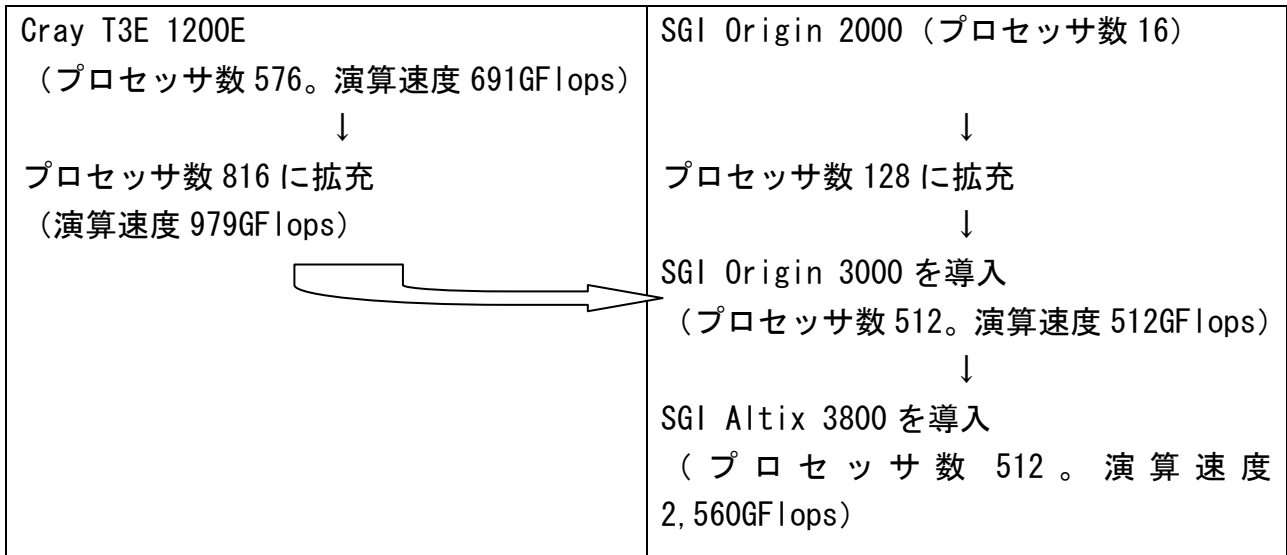 Cray T3E 1200E
（プロセッサ数 576。演算速度 691GFlops）
↓
プロセッサ数 816 に拡充
（演算速度 979GFlops）
SGI Origin 2000（プロセッサ数 16）
↓
プロセッサ数 128 に拡充
↓
SGI Origin 3000 を導入
（プロセッサ数 512。演算速度 512GFlops）
↓
SGI Altix 3800 を導入
（プロセッサ数 512。演算速度
2,560GFlops）